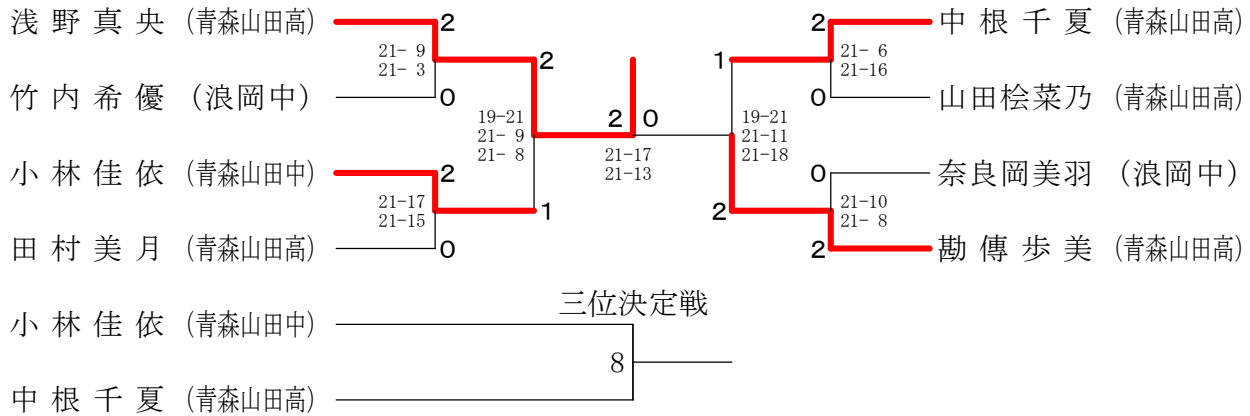 浅野真央 (青森山田高) 2 2 中根千夏 (青森山田高)
21- 9 2 1 21- 6
21- 3 21-16
竹内希優 (浪岡中) 0 0 山田桧菜乃 (青森山田高)
19-21 2 0 19-21
21- 9 21-11
21- 8 21-17 21-18
21-13
小林佳依 (青森山田中) 2 0 奈良岡美羽 (浪岡中)
21-17 1 2 21-10
21-15 21- 8
田村美月 (青森山田高) 0 2 勘傳歩美 (青森山田高)
三位決定戦
小林佳依 (青森山田中)
8
中根千夏 (青森山田高)